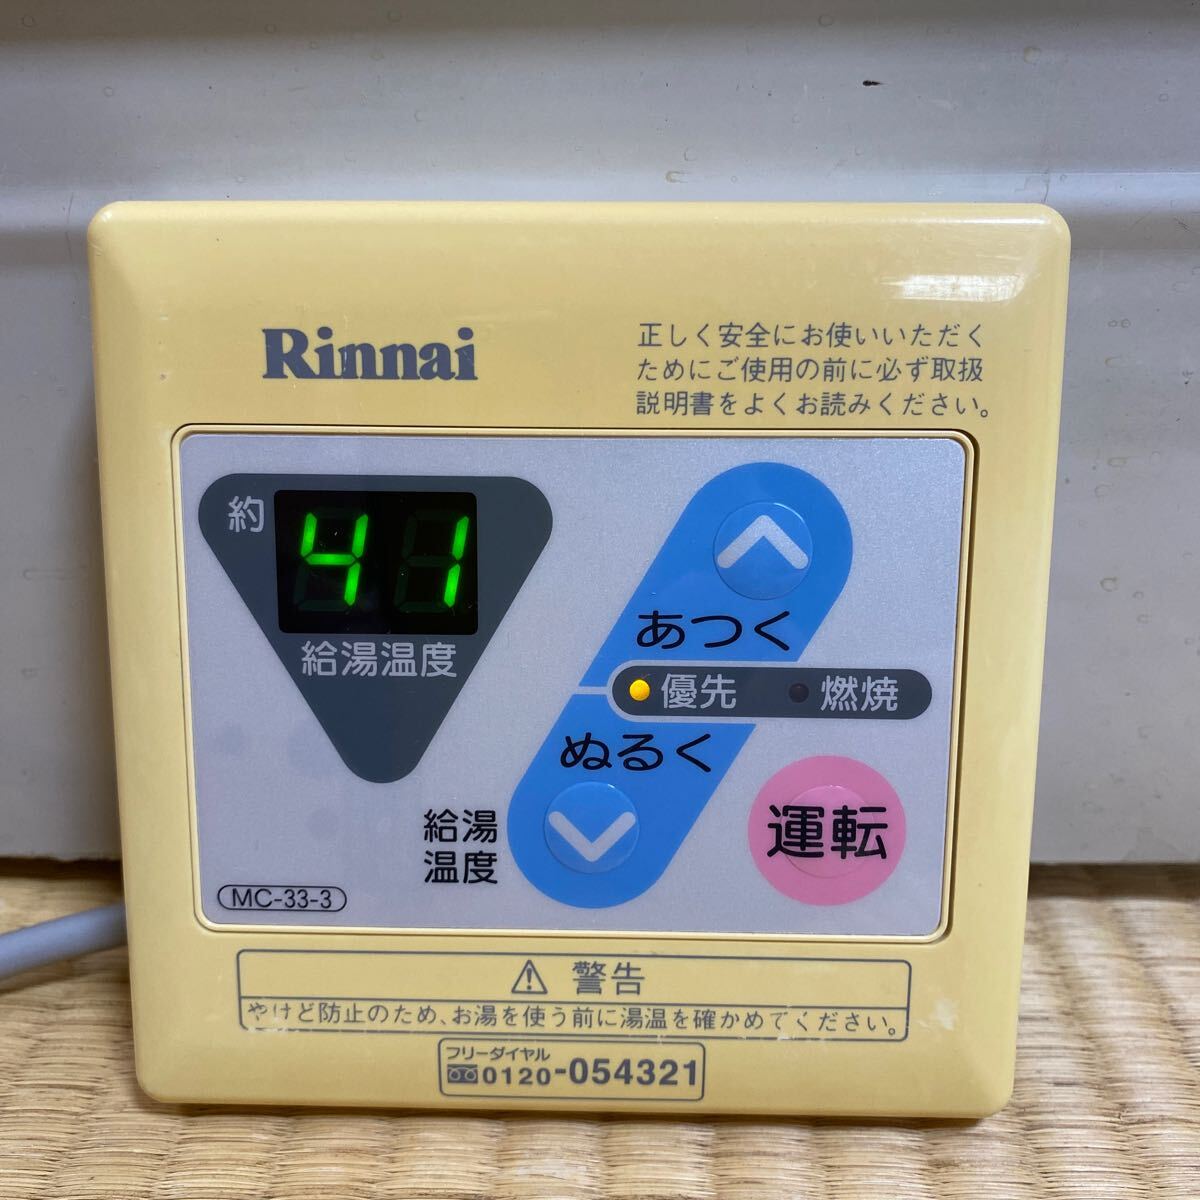 Rinnai
正しく安全にお使いいただく
ためにご使用の前に必ず取扱
説明書をよくお読みください。
約 41
給湯温度
あつく
優先 燃焼
ぬるく
給湯
温度
運転
MC-33-3
⚠ 警告
やけど防止のため、お湯を使う前に湯温を確かめてください。
フリーダイヤル
0120-054321